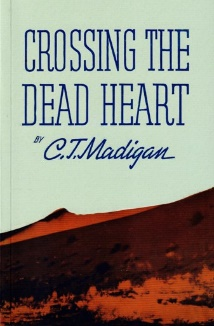 CROSSING THE
DEAD HEART
BY C.T. Madigan